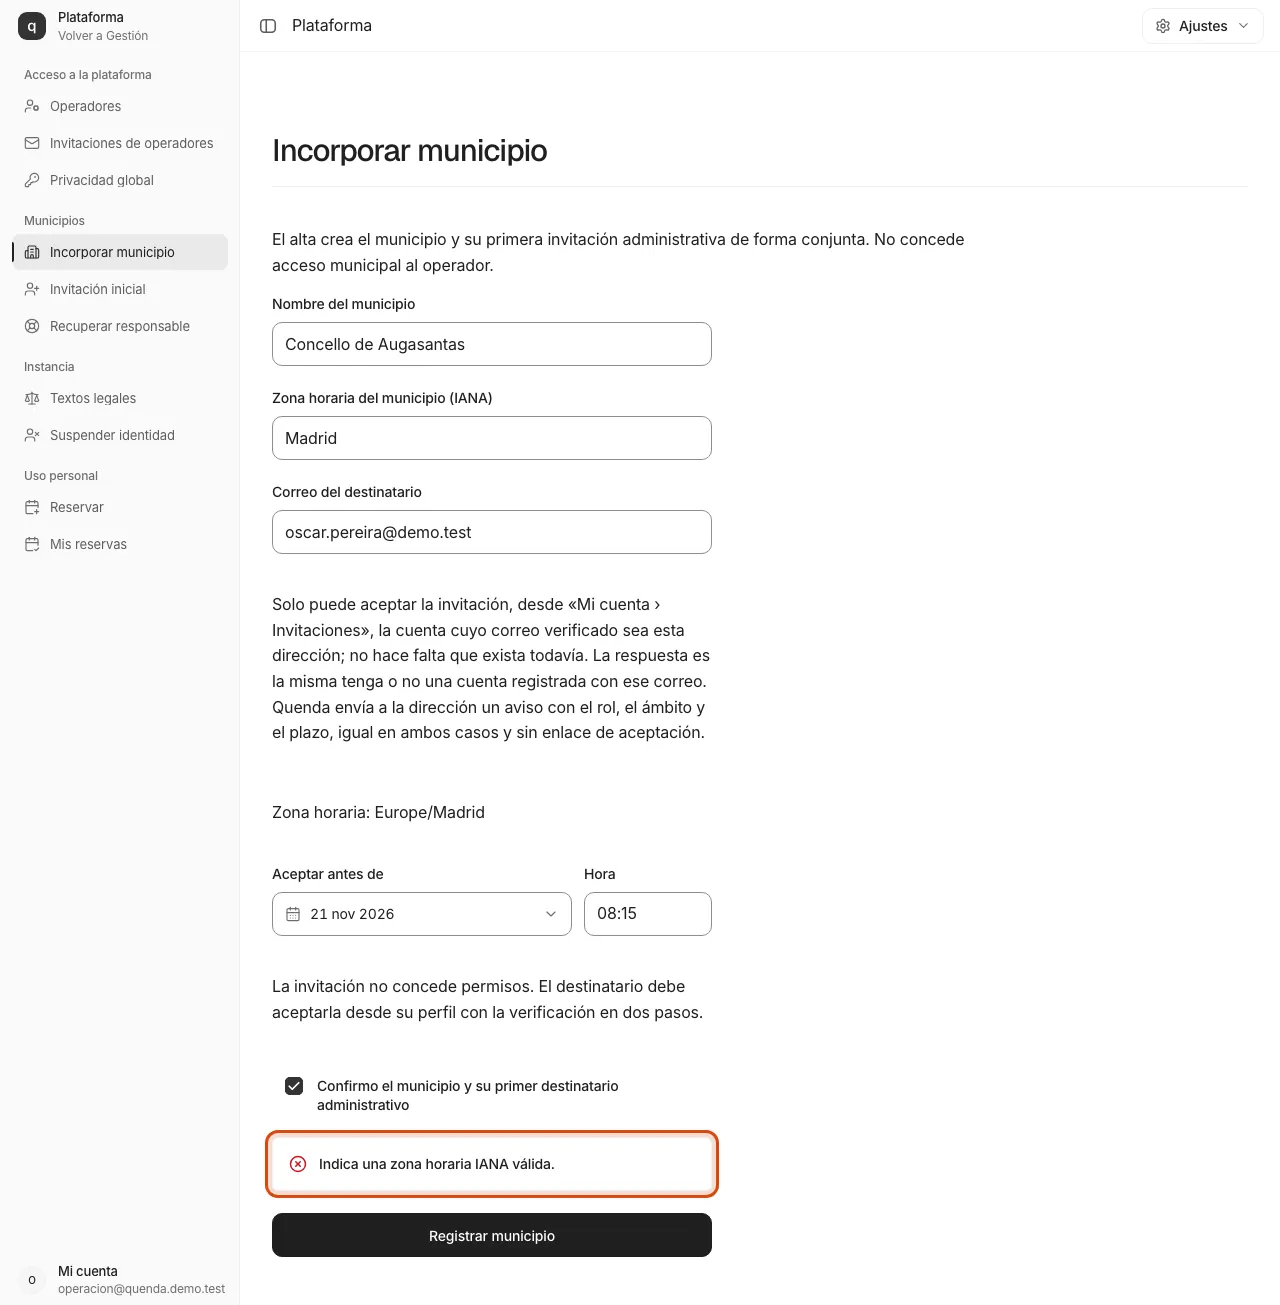 q
Plataforma
Volver a Gestión
Acceso a la plataforma
Operadores
Invitaciones de operadores
Privacidad global
Municipios
Incorporar municipio
Invitación inicial
Recuperar responsable
Instancia
Textos legales
Suspender identidad
Uso personal
Reservar
Mis reservas
o
Mi cuenta
operacion@quenda.demo.test
Plataforma
Ajustes
Incorporar municipio
El alta crea el municipio y su primera invitación administrativa de forma conjunta. No concede
acceso municipal al operador.
Nombre del municipio
Concello de Augasantas
Zona horaria del municipio (IANA)
Madrid
Correo del destinatario
oscar.pereira@demo.test
Solo puede aceptar la invitación, desde «Mi cuenta ›
Invitaciones», la cuenta cuyo correo verificado sea esta
dirección; no hace falta que exista todavía. La respuesta es
la misma tenga o no una cuenta registrada con ese correo.
Quenda envía a la dirección un aviso con el rol, el ámbito y
el plazo, igual en ambos casos y sin enlace de aceptación.
Zona horaria: Europe/Madrid
Aceptar antes de
Hora
21 nov 2026
08:15
La invitación no concede permisos. El destinatario debe
aceptarla desde su perfil con la verificación en dos pasos.
Confirmo el municipio y su primer destinatario
administrativo
Indica una zona horaria IANA válida.
Registrar municipio